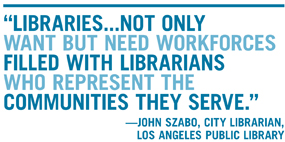 “LIBRARIES...NOT ONLY
WANT BUT NEED WORKFORCES
FILLED WITH LIBRARIANS
WHO REPRESENT THE
COMMUNITIES THEY SERVE.”
—JOHN SZABO, CITY LIBRARIAN,
LOS ANGELES PUBLIC LIBRARY